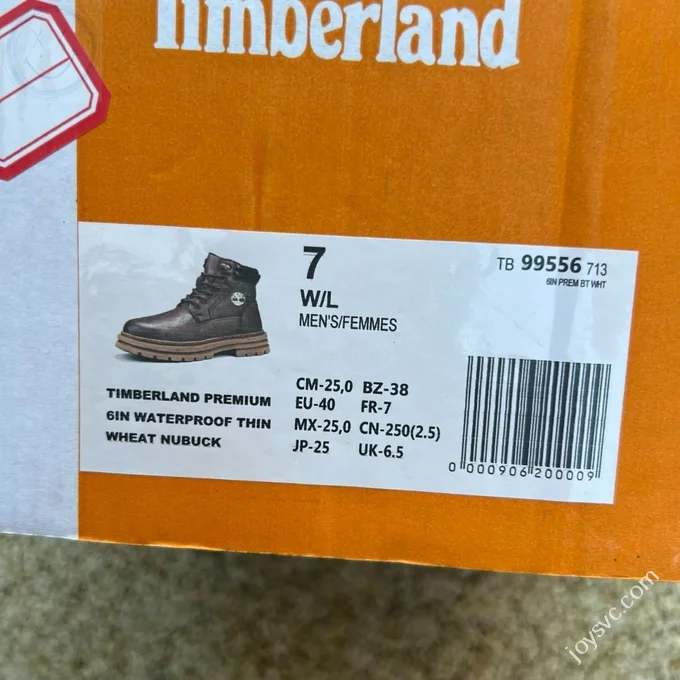 Timberland
7
W/L
MEN'S/FEMMES
TB 99556 713
6IN PREM BT WHT
TIMBERLAND PREMIUM
6IN WATERPROOF THIN
WHEAT NUBUCK
CM-25,0 BZ-38
EU-40 FR-7
MX-25,0 CN-250(2.5)
JP-25 UK-6.5
0 000906 200009
joysvc.com